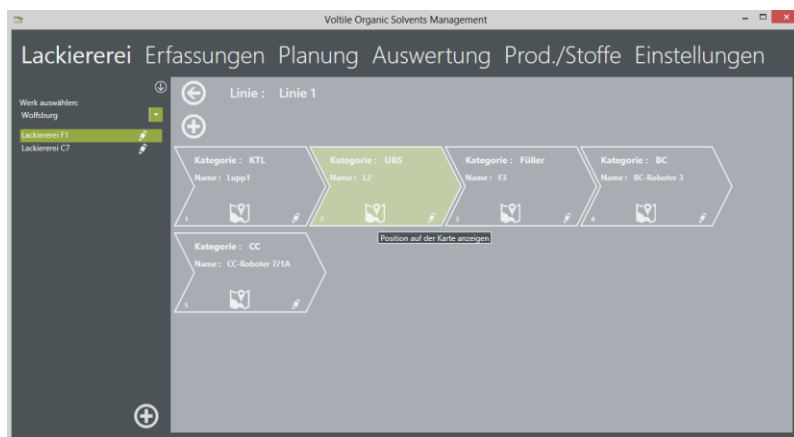 Voltile Organic Solvents Management
Lackiererei Erfassungen Planung Auswertung Prod./Stoffe Einstellungen
Werk auswählen:
Wolfsburg
Lackiererei F1
Lackiererei C7
Linie : Linie 1
Kategorie : KTL
Name : Lupp1
1
Kategorie : UBS
Name : L2
2
Kategorie : Füller
Name : F3
3
Kategorie : BC
Name : BC-Roboter 3
4
Position auf der Karte anzeigen
Kategorie : CC
Name : CC-Roboter 7/1A
5